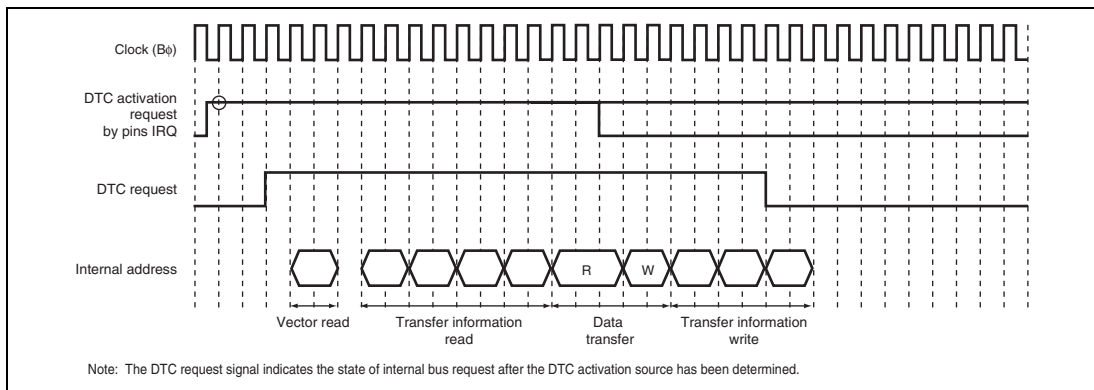 Clock (Bφ)
DTC activation
request
by pins IRQ
DTC request
Internal address
R
W
Vector read
Transfer information
read
Data
transfer
Transfer information
write
Note: The DTC request signal indicates the state of internal bus request after the DTC activation source has been determined.